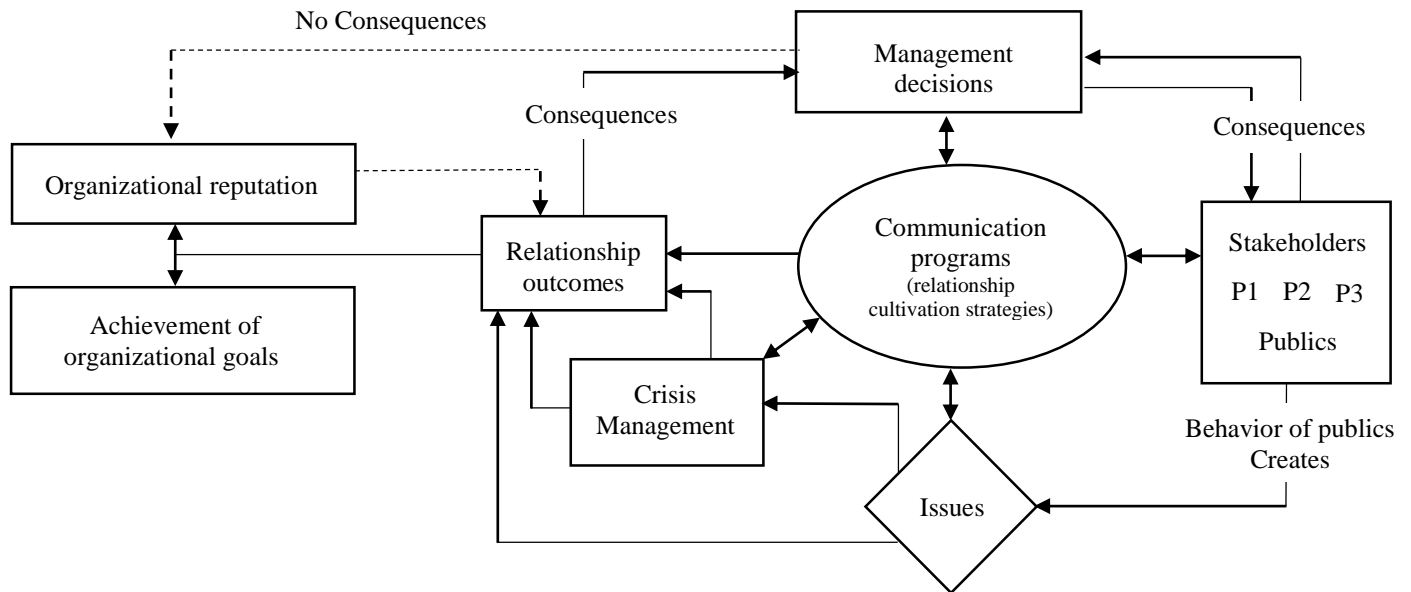 No Consequences
Management
decisions
Consequences
Consequences
Organizational reputation
Communication
programs
(relationship
cultivation strategies)
Stakeholders
P1 P2 P3
Publics
Relationship
outcomes
Achievement of
organizational goals
Crisis
Management
Behavior of publics
Creates
Issues